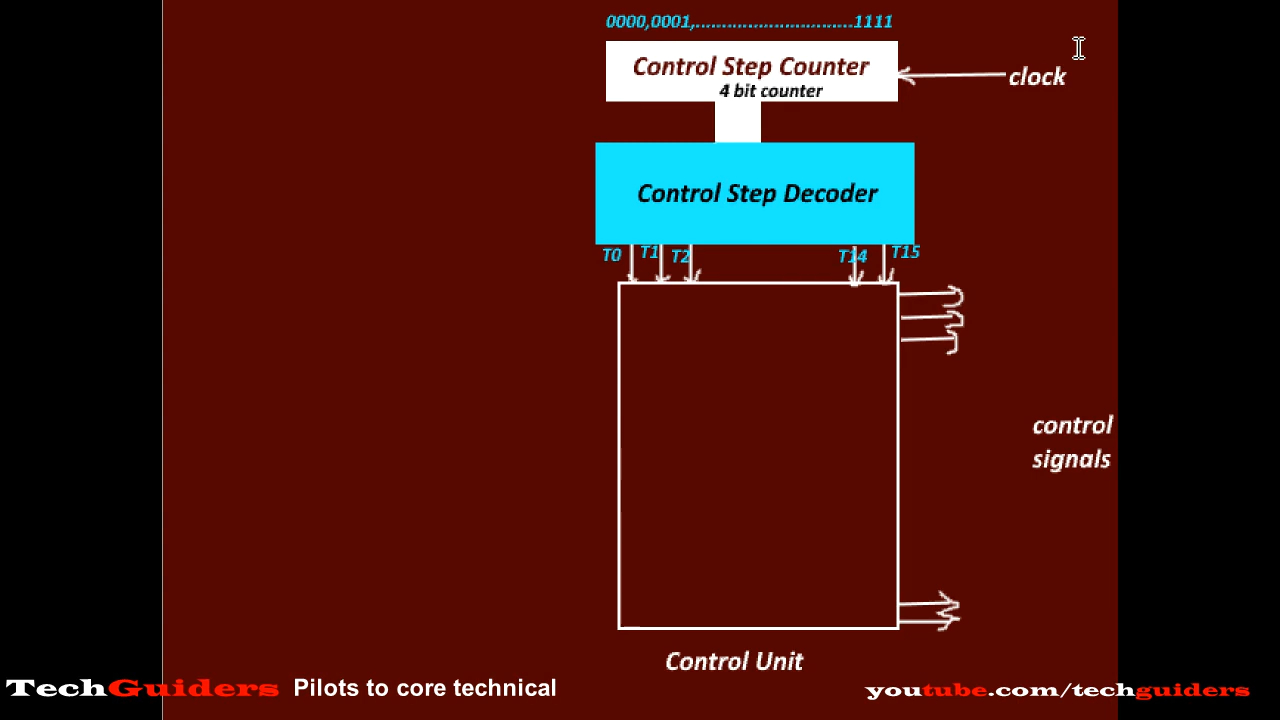 0000,0001,..............................1111
Control Step Counter
4 bit counter
clock
Control Step Decoder
T0 T1 T2 T14 T15
control
signals
Control Unit
TechGuiders Pilots to core technical
youtube.com/techguiders